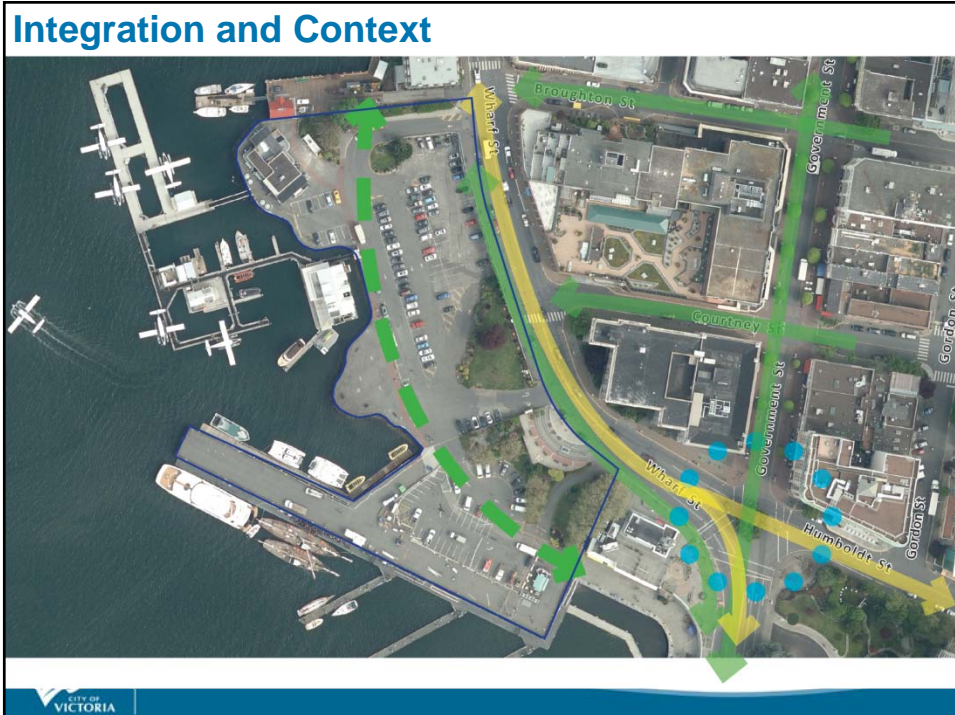 Integration and Context
Broughton St
Wharf St
Government St
Courtney St
Gordon St
Government St
Wharf St
Humboldt St
Gordon St
CITY OF
VICTORIA